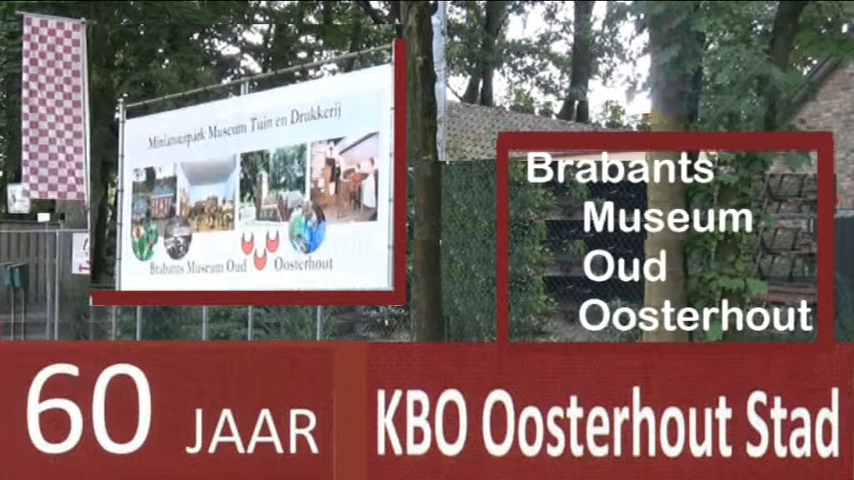 Miniatuurpark Museum Tuin en Drukkerij
Brabants Museum Oud Oosterhout
Brabants
Museum
Oud
Oosterhout
60 JAAR
KBO Oosterhout Stad